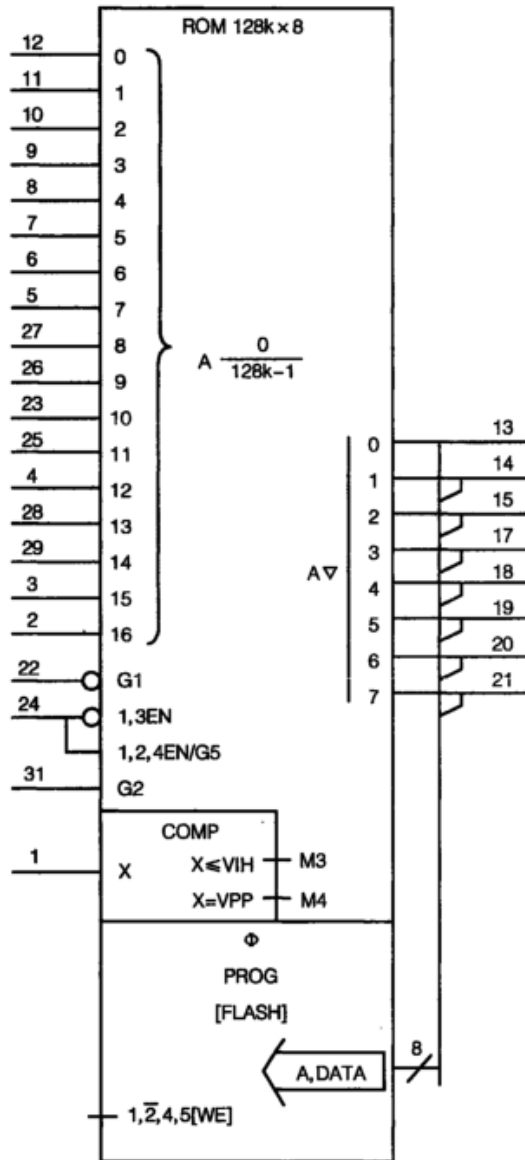 ROM 128k×8
12 0
11 1
10 2
9 3
8 4
7 5
6 6
5 7
27 8
A 0
128k−1
26 9
23 10
25 11
4 12
28 13
29 14
3 15
2 16
0 13
1 14
2 15
3 17
A▽
4 18
5 19
6 20
7 21
22 G1
24 1,3EN
1,2,4EN/G5
31 G2
COMP
1 X
X⩽VIH M3
X=VPP M4
Φ
PROG
[FLASH]
A,DATA 8
1,2̅,4,5[WE]